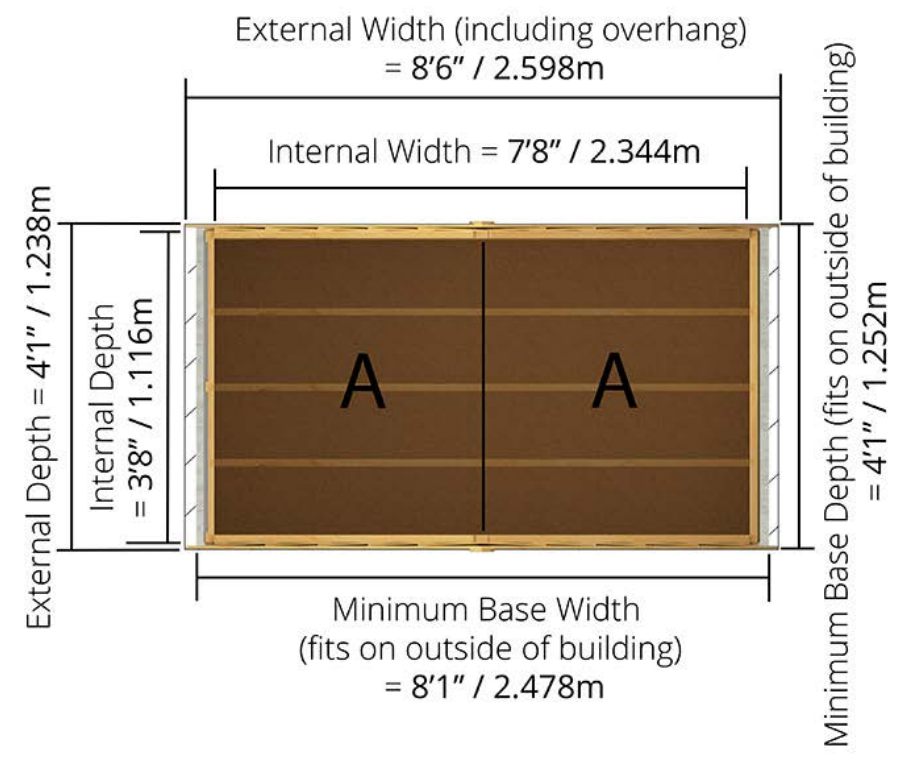 External Width (including overhang)
= 8’6” / 2.598m
Internal Width = 7’8” / 2.344m
External Depth = 4’1” / 1.238m
Internal Depth
= 3’8” / 1.116m
A
A
Minimum Base Depth (fits on outside of building)
= 4’1” / 1.252m
Minimum Base Width
(fits on outside of building)
= 8’1” / 2.478m